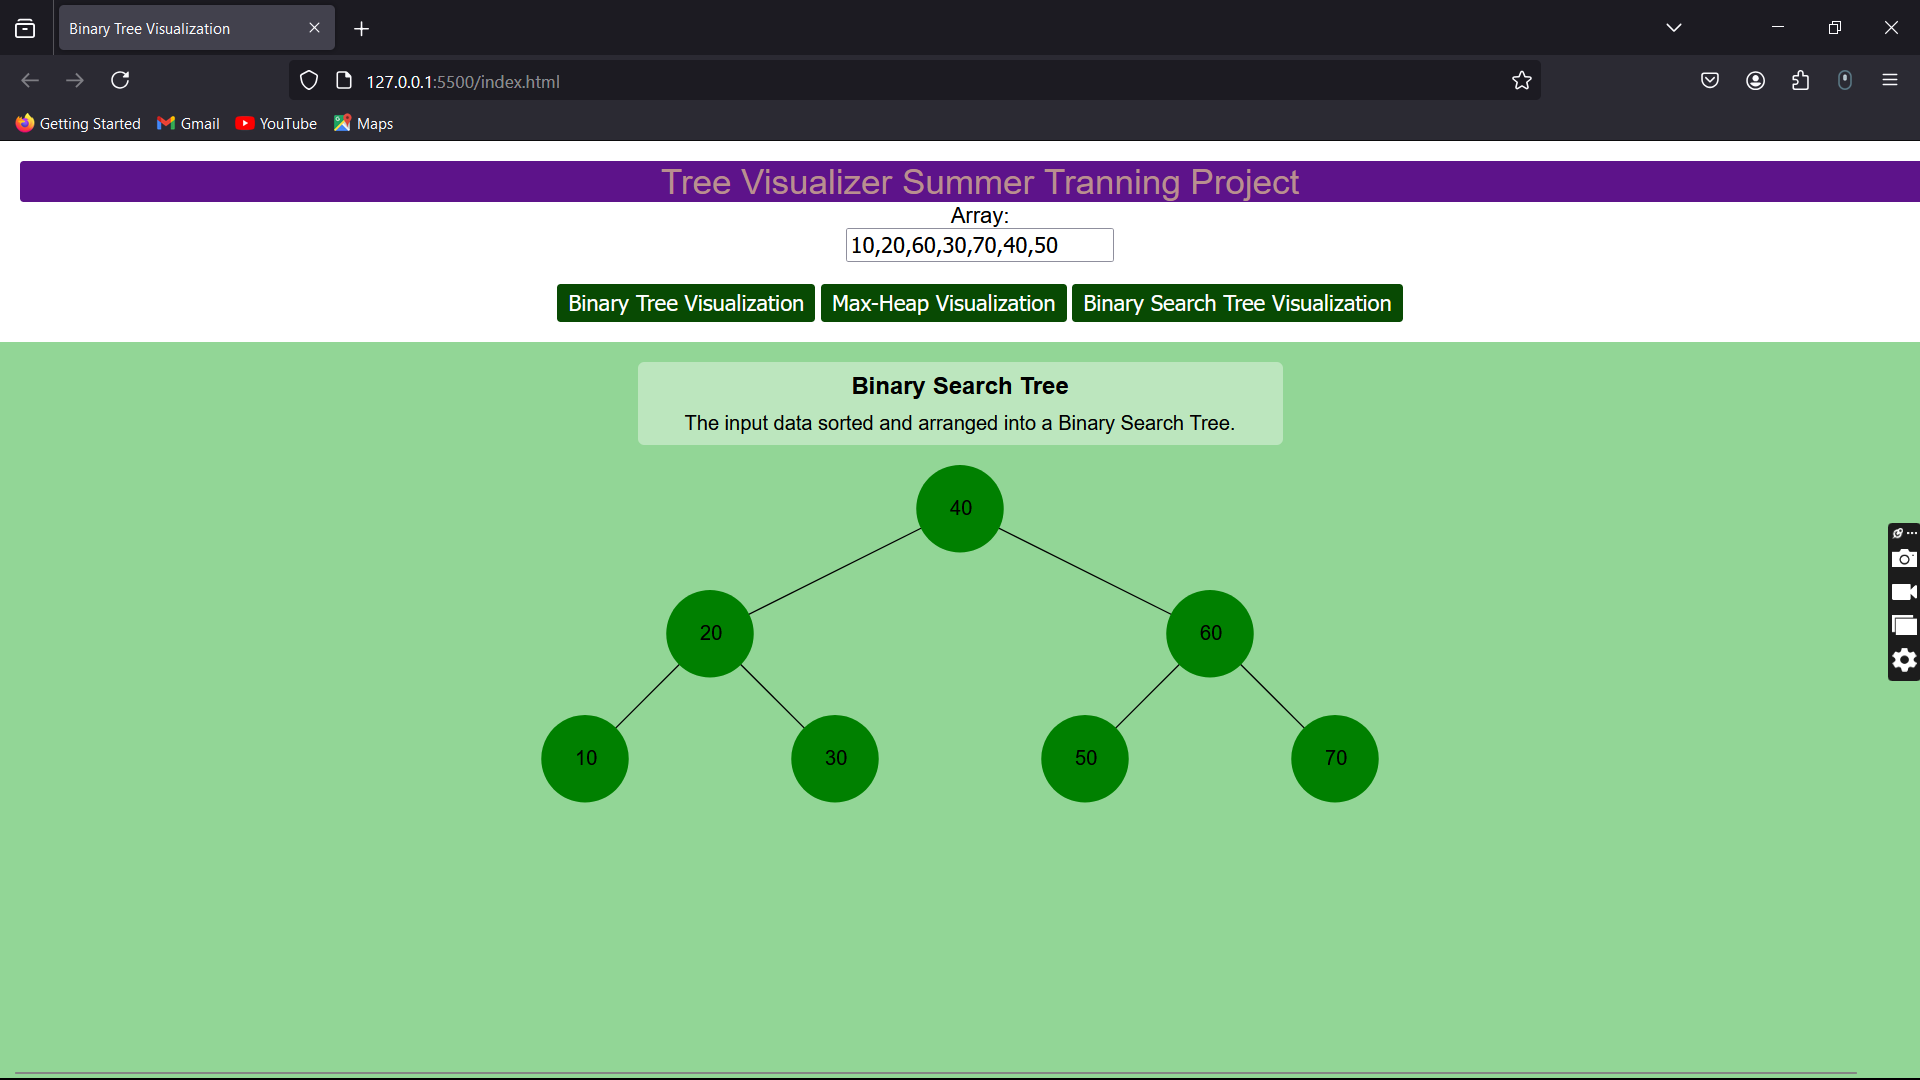 Binary Tree Visualization
127.0.0.1:5500/index.html
Getting Started Gmail YouTube Maps
Tree Visualizer Summer Tranning Project
Array:
10,20,60,30,70,40,50
Binary Tree Visualization Max-Heap Visualization Binary Search Tree Visualization
Binary Search Tree
The input data sorted and arranged into a Binary Search Tree.
40
20 60
10 30 50 70